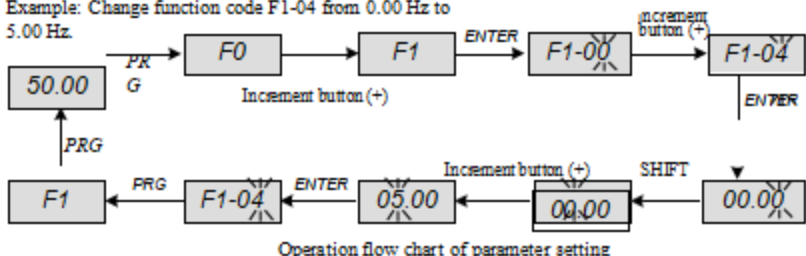 Example: Change function code F1-04 from 0.00 Hz to
5.00 Hz.
PR
G
F0
F1
ENTER
F1-00
Increment
button (+)
F1-04
50.00
Increment button (+)
ENTER
PRG
Increment button (+)
SHIFT
F1
PRG
F1-04
ENTER
05.00
00.00
00.00
Operation flow chart of parameter setting